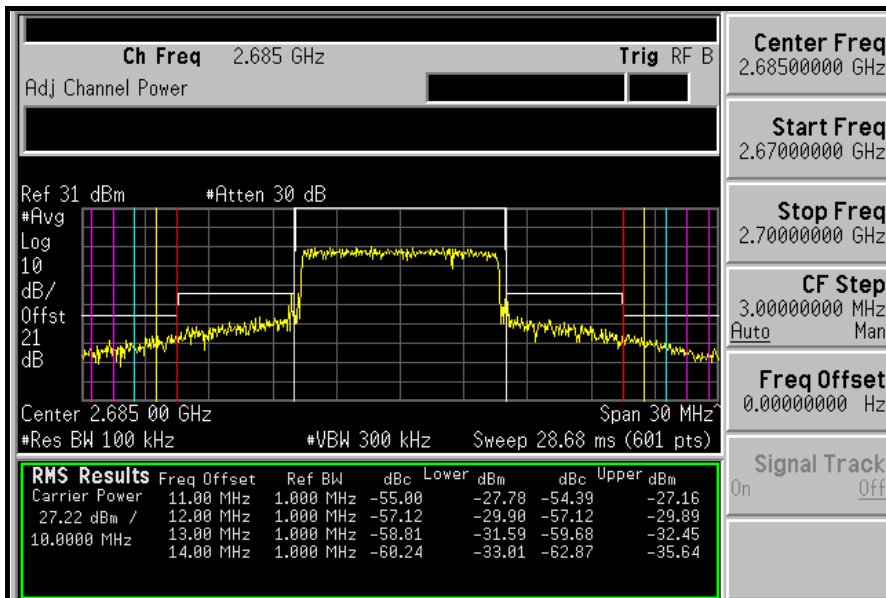 Ch Freq 2.685 GHz Trig RF B
Adj Channel Power
Ref 31 dBm #Atten 30 dB
#Avg
Log
10
dB/
Offst
21
dB
Center 2.685 00 GHz Span 30 MHz^
#Res BW 100 kHz #VBW 300 kHz Sweep 28.68 ms (601 pts)
RMS Results Freq Offset Ref BW dBc Lower dBm dBc Upper dBm
Carrier Power 11.00 MHz 1.000 MHz -55.00 -27.78 -54.39 -27.16
27.22 dBm / 12.00 MHz 1.000 MHz -57.12 -29.90 -57.12 -29.89
10.0000 MHz 13.00 MHz 1.000 MHz -58.81 -31.59 -59.68 -32.45
14.00 MHz 1.000 MHz -60.24 -33.01 -62.87 -35.64
Center Freq
2.68500000 GHz
Start Freq
2.67000000 GHz
Stop Freq
2.70000000 GHz
CF Step
3.00000000 MHz
Auto Man
Freq Offset
0.00000000 Hz
Signal Track
On Off